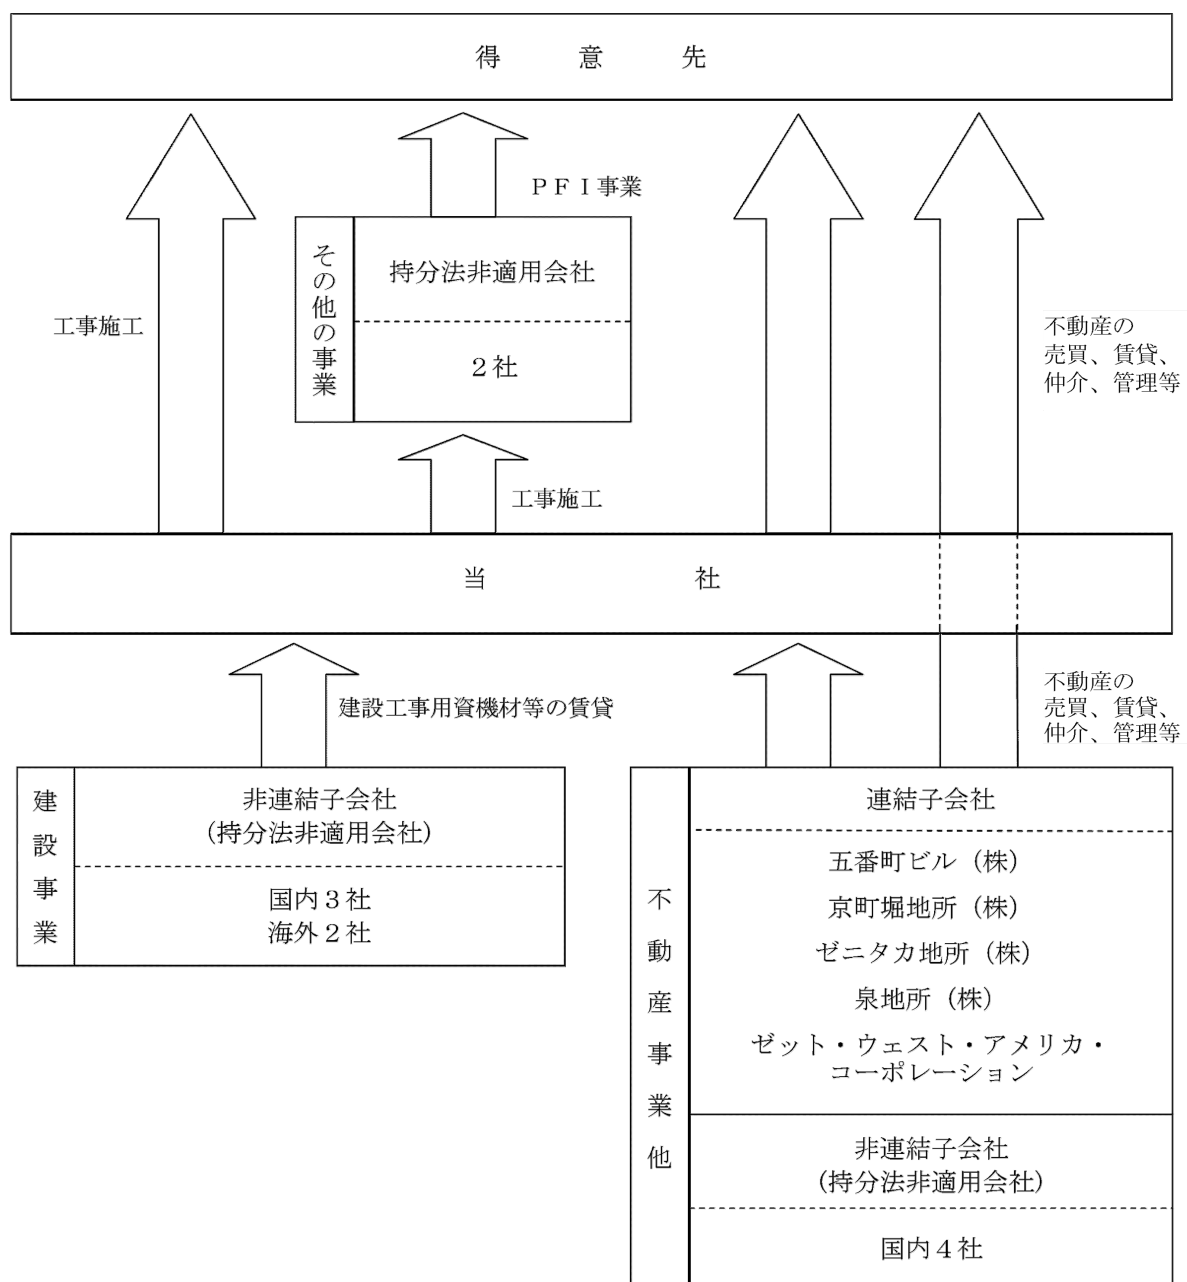 得意先
PFI事業
その他の事業
持分法非適用会社
2社
工事施工
不動産の
売買、賃貸、
仲介、管理等
工事施工
当社
建設工事用資機材等の賃貸
不動産の
売買、賃貸、
仲介、管理等
建設事業
非連結子会社
(持分法非適用会社)
国内3社
海外2社
不動産事業他
連結子会社
五番町ビル(株)
京町堀地所(株)
ゼニタカ地所(株)
泉地所(株)
ゼット・ウェスト・アメリカ・
コーポレーション
非連結子会社
(持分法非適用会社)
国内4社